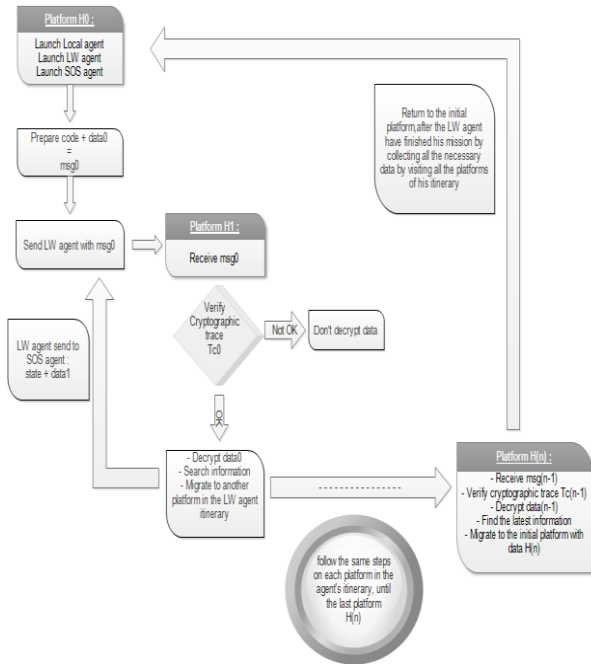 Platform H0 :
Launch Local agent
Launch LW agent
Launch SOS agent
Return to the initial
platform,after the LW agent
have finished his mission by
collecting all the necessary
data by visiting all the platforms
of his itinerary
Prepare code + data0
=
msg0
Send LW agent with msg0
Platform H1 :
Receive msg0
Verify
Cryptographic
trace
Tc0
Not OK
Don't decrypt data
LW agent send to
SOS agent :
state + data1
OK
- Decrypt data0
- Search information
- Migrate to another
platform in the LW agent
itinerary
Platform H(n) :
- Receive msg(n-1)
- Verify cryptographic trace Tc(n-1)
- Decrypt data(n-1)
- Find the latest information
- Migrate to the initial platform with
data H(n)
follow the same steps
on each platform in the
agent's itinerary, until
the last platform
H(n)